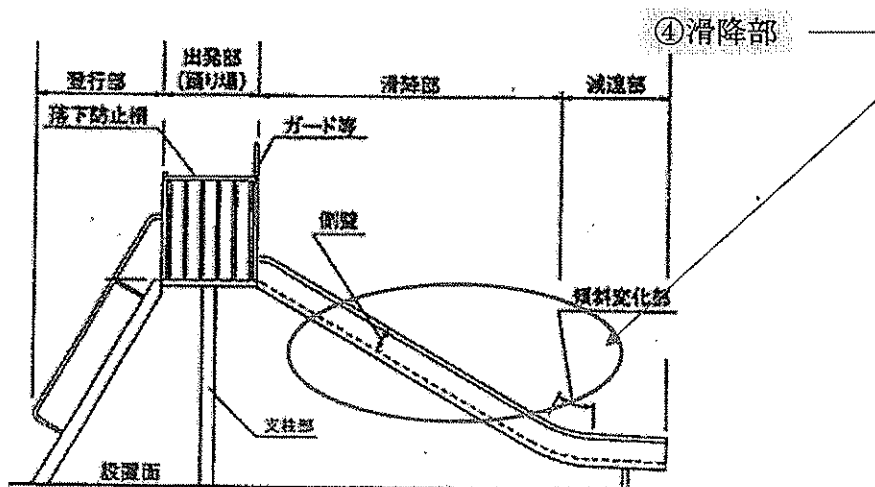 ④滑降部
出発部
(踊り場)
登行部
滑降部
減速部
落下防止柵
ガード部
側壁
傾斜変化部
支柱部
設置面